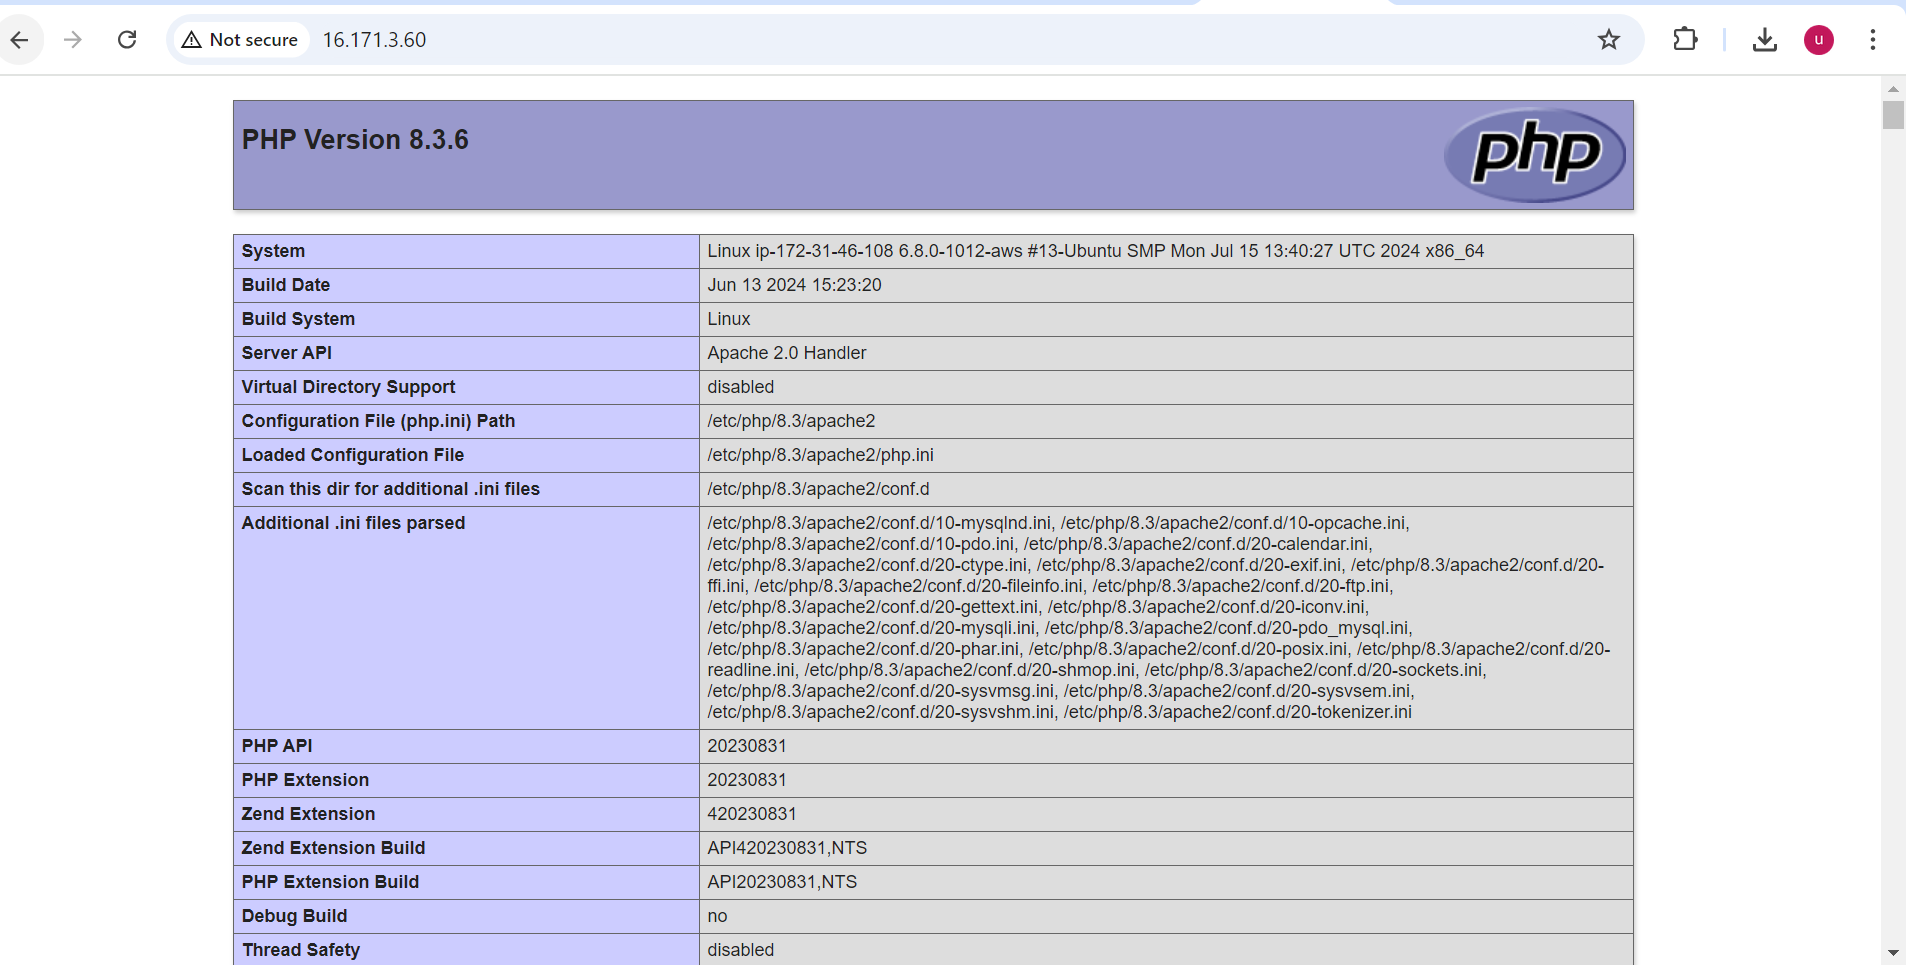 Not secure 16.171.3.60 u
PHP Version 8.3.6 php
System Linux ip-172-31-46-108 6.8.0-1012-aws #13-Ubuntu SMP Mon Jul 15 13:40:27 UTC 2024 x86_64
Build Date Jun 13 2024 15:23:20
Build System Linux
Server API Apache 2.0 Handler
Virtual Directory Support disabled
Configuration File (php.ini) Path /etc/php/8.3/apache2
Loaded Configuration File /etc/php/8.3/apache2/php.ini
Scan this dir for additional .ini files /etc/php/8.3/apache2/conf.d
Additional .ini files parsed /etc/php/8.3/apache2/conf.d/10-mysqlnd.ini, /etc/php/8.3/apache2/conf.d/10-opcache.ini,
/etc/php/8.3/apache2/conf.d/10-pdo.ini, /etc/php/8.3/apache2/conf.d/20-calendar.ini,
/etc/php/8.3/apache2/conf.d/20-ctype.ini, /etc/php/8.3/apache2/conf.d/20-exif.ini, /etc/php/8.3/apache2/conf.d/20-
ffi.ini, /etc/php/8.3/apache2/conf.d/20-fileinfo.ini, /etc/php/8.3/apache2/conf.d/20-ftp.ini,
/etc/php/8.3/apache2/conf.d/20-gettext.ini, /etc/php/8.3/apache2/conf.d/20-iconv.ini,
/etc/php/8.3/apache2/conf.d/20-mysqli.ini, /etc/php/8.3/apache2/conf.d/20-pdo_mysql.ini,
/etc/php/8.3/apache2/conf.d/20-phar.ini, /etc/php/8.3/apache2/conf.d/20-posix.ini, /etc/php/8.3/apache2/conf.d/20-
readline.ini, /etc/php/8.3/apache2/conf.d/20-shmop.ini, /etc/php/8.3/apache2/conf.d/20-sockets.ini,
/etc/php/8.3/apache2/conf.d/20-sysvmsg.ini, /etc/php/8.3/apache2/conf.d/20-sysvsem.ini,
/etc/php/8.3/apache2/conf.d/20-sysvshm.ini, /etc/php/8.3/apache2/conf.d/20-tokenizer.ini
PHP API 20230831
PHP Extension 20230831
Zend Extension 420230831
Zend Extension Build API420230831,NTS
PHP Extension Build API20230831,NTS
Debug Build no
Thread Safety disabled